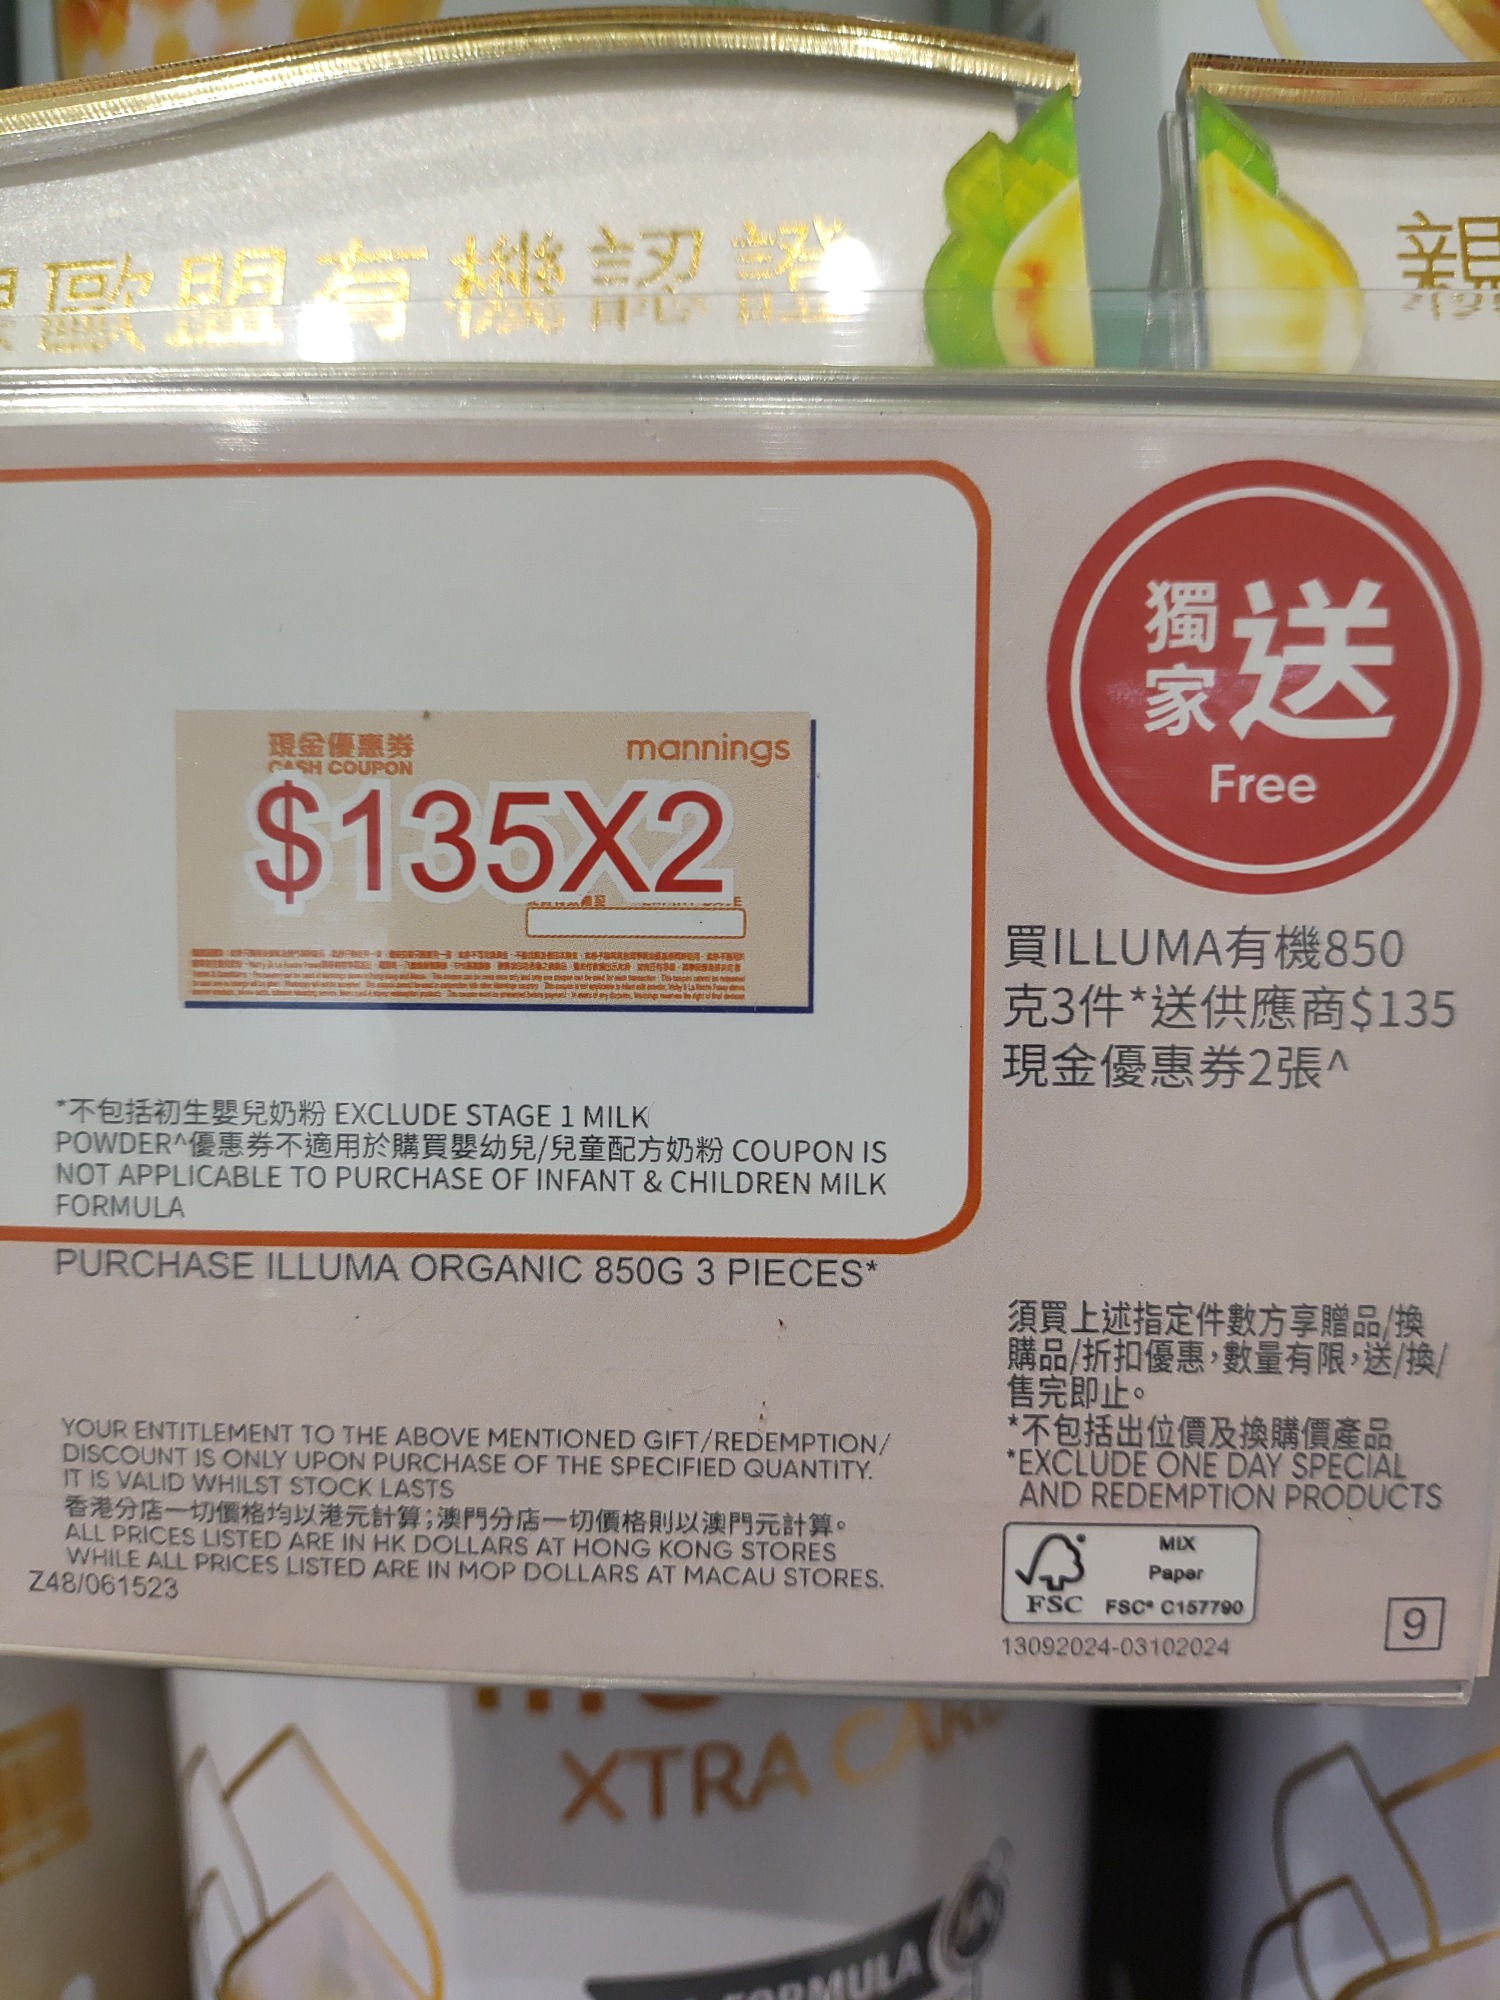 歐盟有機認證
親
獨家
送
Free
現金優惠券
CASH COUPON
mannings
$135X2
買ILLUMA有機850
克3件*送供應商$135
現金優惠券2張^
*不包括初生嬰兒奶粉 EXCLUDE STAGE 1 MILK
POWDER^優惠券不適用於購買嬰幼兒/兒童配方奶粉 COUPON IS
NOT APPLICABLE TO PURCHASE OF INFANT & CHILDREN MILK
FORMULA
PURCHASE ILLUMA ORGANIC 850G 3 PIECES*
須買上述指定件數方享贈品/換
購品/折扣優惠，數量有限，送/換/
售完即止。
*不包括出位價及換購價產品
*EXCLUDE ONE DAY SPECIAL
AND REDEMPTION PRODUCTS
YOUR ENTITLEMENT TO THE ABOVE MENTIONED GIFT/REDEMPTION/
DISCOUNT IS ONLY UPON PURCHASE OF THE SPECIFIED QUANTITY.
IT IS VALID WHILST STOCK LASTS
香港分店一切價格均以港元計算；澳門分店一切價格則以澳門元計算。
ALL PRICES LISTED ARE IN HK DOLLARS AT HONG KONG STORES
WHILE ALL PRICES LISTED ARE IN MOP DOLLARS AT MACAU STORES.
Z48/061523
FSC
MIX
Paper
FSC® C157790
13092024-03102024
9
XTRA CARE
FORMULA